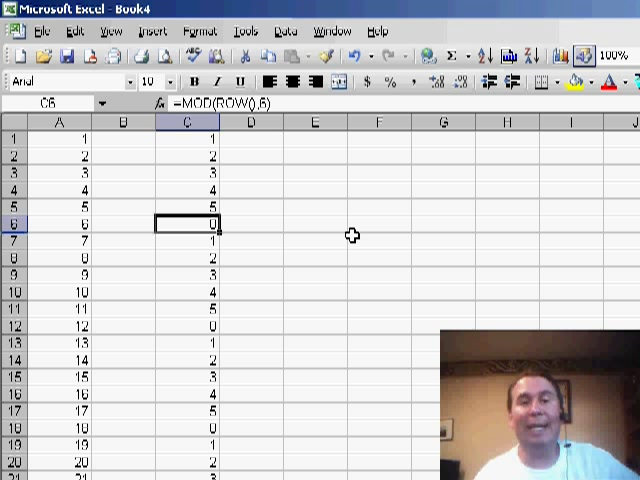 Microsoft Excel - Book4
File Edit View Insert Format Tools Data Window Help
Σ 100%
Arial 10 B I U $ % , A
C6 fx =MOD(ROW(),6)
A B C D E F G H I J
1 1 1
2 2 2
3 3 3
4 4 4
5 5 5
6 6 0
7 7 1
8 8 2
9 9 3
10 10 4
11 11 5
12 12 0
13 13 1
14 14 2
15 15 3
16 16 4
17 17 5
18 18 0
19 19 1
20 20 2
21 21 3